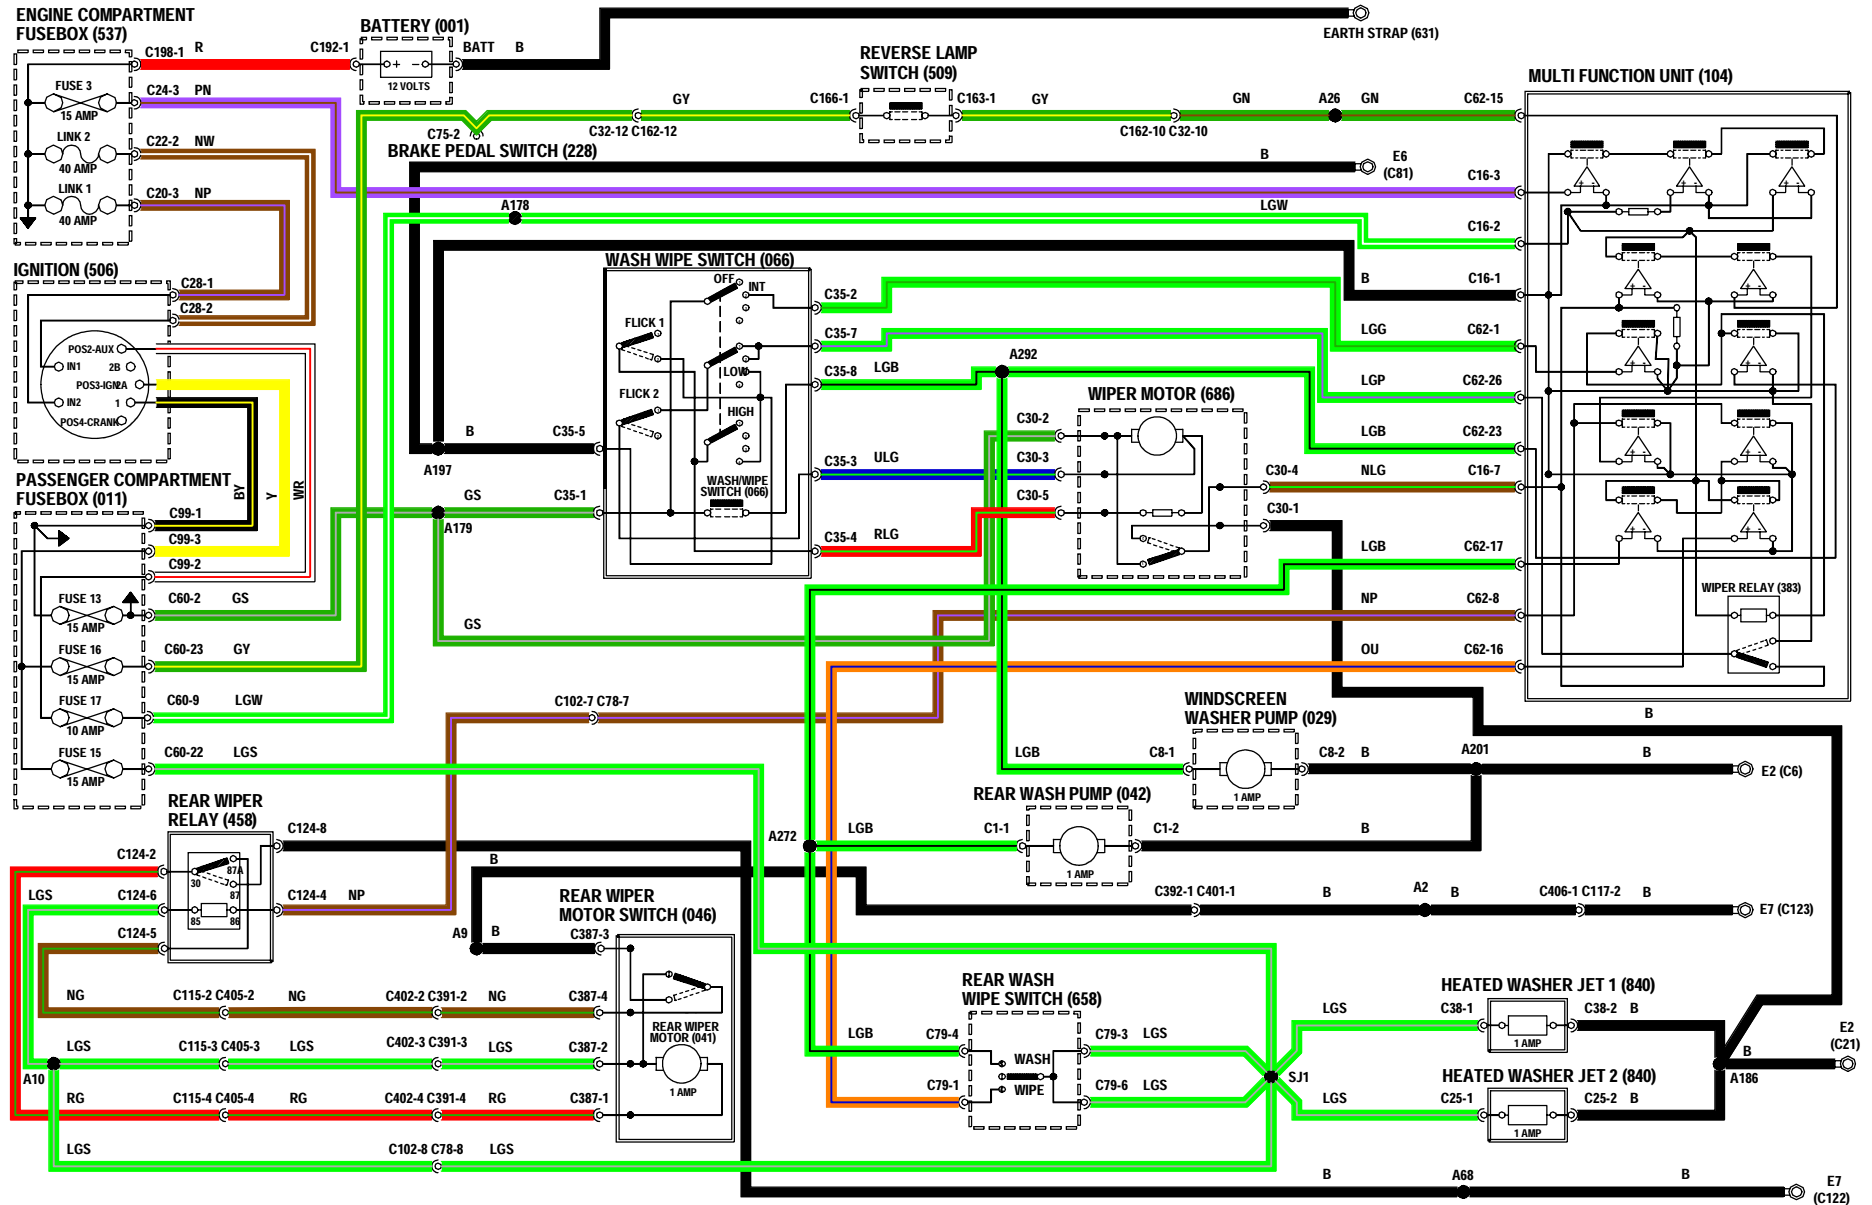 ENGINE COMPARTMENT
FUSEBOX (537)
C198-1 R
C192-1
BATTERY (001)
+ -
12 VOLTS
BATT B
EARTH STRAP (631)
FUSE 3
15 AMP
C24-3 PN
LINK 2
40 AMP
C22-2 NW
LINK 1
40 AMP
C20-3 NP
REVERSE LAMP
SWITCH (509)
MULTI FUNCTION UNIT (104)
GY
C166-1
C163-1
GY
GN
A26
GN
C62-15
C75-2
C32-12 C162-12
C162-10 C32-10
BRAKE PEDAL SWITCH (228)
B
E6
(C81)
C16-3
A178
LGW
C16-2
IGNITION (506)
C28-1
C28-2
POS2-AUX
IN1
2B
POS3-IGN
2A
IN2
1
POS4-CRANK
WASH WIPE SWITCH (066)
OFF
INT
FLICK 1
LOW
FLICK 2
HIGH
WASH/WIPE
SWITCH (066)
C35-2
C35-7
C35-8 LGB
A292
B
C16-1
LGG
C62-1
LGP
C62-26
LGB
C62-23
WIPER MOTOR (686)
C30-2
C30-3
C30-5
C30-4
NLG
C16-7
C30-1
B
C35-5
A197
C35-3 ULG
C35-1
C35-4 RLG
LGB
C62-17
PASSENGER COMPARTMENT
FUSEBOX (011)
BY
Y
WR
C99-1
C99-3
C99-2
GS
A179
FUSE 13
15 AMP
C60-2 GS
FUSE 16
15 AMP
C60-23 GY
FUSE 17
10 AMP
C60-9 LGW
FUSE 15
15 AMP
C60-22 LGS
GS
NP
C62-8
OU
C62-16
WIPER RELAY (383)
C102-7 C78-7
WINDSCREEN
WASHER PUMP (029)
B
LGB
C8-1
1 AMP
C8-2 B
A201
B
E2 (C6)
REAR WIPER
RELAY (458)
C124-8
C124-2
87A
30
87
C124-6
LGS
85
86
C124-4 NP
C124-5
REAR WASH PUMP (042)
A272
LGB
C1-1
1 AMP
C1-2
B
B
REAR WIPER
MOTOR SWITCH (046)
C392-1 C401-1
B
A2
B
C406-1 C117-2
B
E7 (C123)
A9
B
C387-3
NG
C115-2 C405-2
NG
C402-2 C391-2
NG
C387-4
REAR WIPER
MOTOR (041)
1 AMP
LGS
C115-3 C405-3
LGS
C402-3 C391-3
LGS
C387-2
A10
RG
C115-4 C405-4
RG
C402-4 C391-4
RG
C387-1
LGS
C102-8 C78-8
LGS
REAR WASH
WIPE SWITCH (658)
LGB
C79-4
WASH
WIPE
C79-3 LGS
C79-1
C79-6 LGS
SJ1
HEATED WASHER JET 1 (840)
LGS
C38-1
1 AMP
C38-2 B
HEATED WASHER JET 2 (840)
LGS
C25-1
1 AMP
C25-2 B
B
A186
E2
(C21)
B
A68
B
E7
(C122)